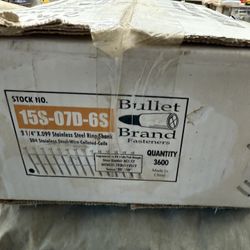 STOCK NO.
15S-07D-6S
2 1/4" X.099 Stainless Steel Ring Shank
304 Stainless Steel-Wire Collated-Coils
Bullet
Brand
Fasteners
QUANTITY
3600
Made In
China